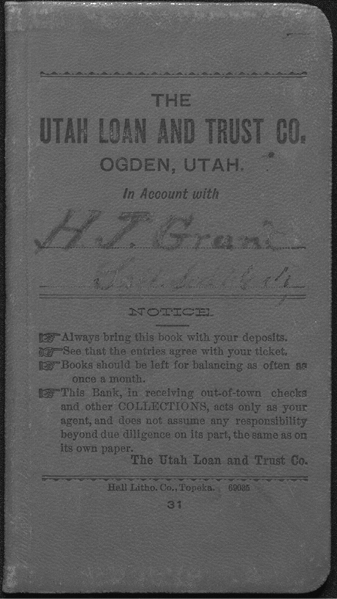 THE
UTAH LOAN AND TRUST CO.
OGDEN, UTAH.
In Account with
H. J. Grant
NOTICE.
Always bring this book with your deposits.
See that the entries agree with your ticket.
Books should be left for balancing as often as
once a month.
This Bank, in receiving out-of-town checks
and other COLLECTIONS, acts only as your
agent, and does not assume any responsibility
beyond due diligence on its part, the same as on
its own paper.
The Utah Loan and Trust Co.
Hall Litho. Co., Topeka. 69085
31